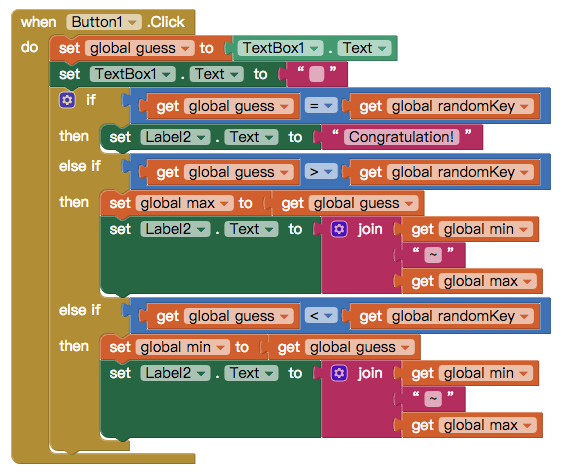 when Button1 .Click
do set global guess to TextBox1 . Text
set TextBox1 . Text to “ ”
if get global guess = get global randomKey
then set Label2 . Text to “ Congratulation! ”
else if get global guess > get global randomKey
then set global max to get global guess
set Label2 . Text to join get global min
“ ~ ”
get global max
else if get global guess < get global randomKey
then set global min to get global guess
set Label2 . Text to join get global min
“ ~ ”
get global max